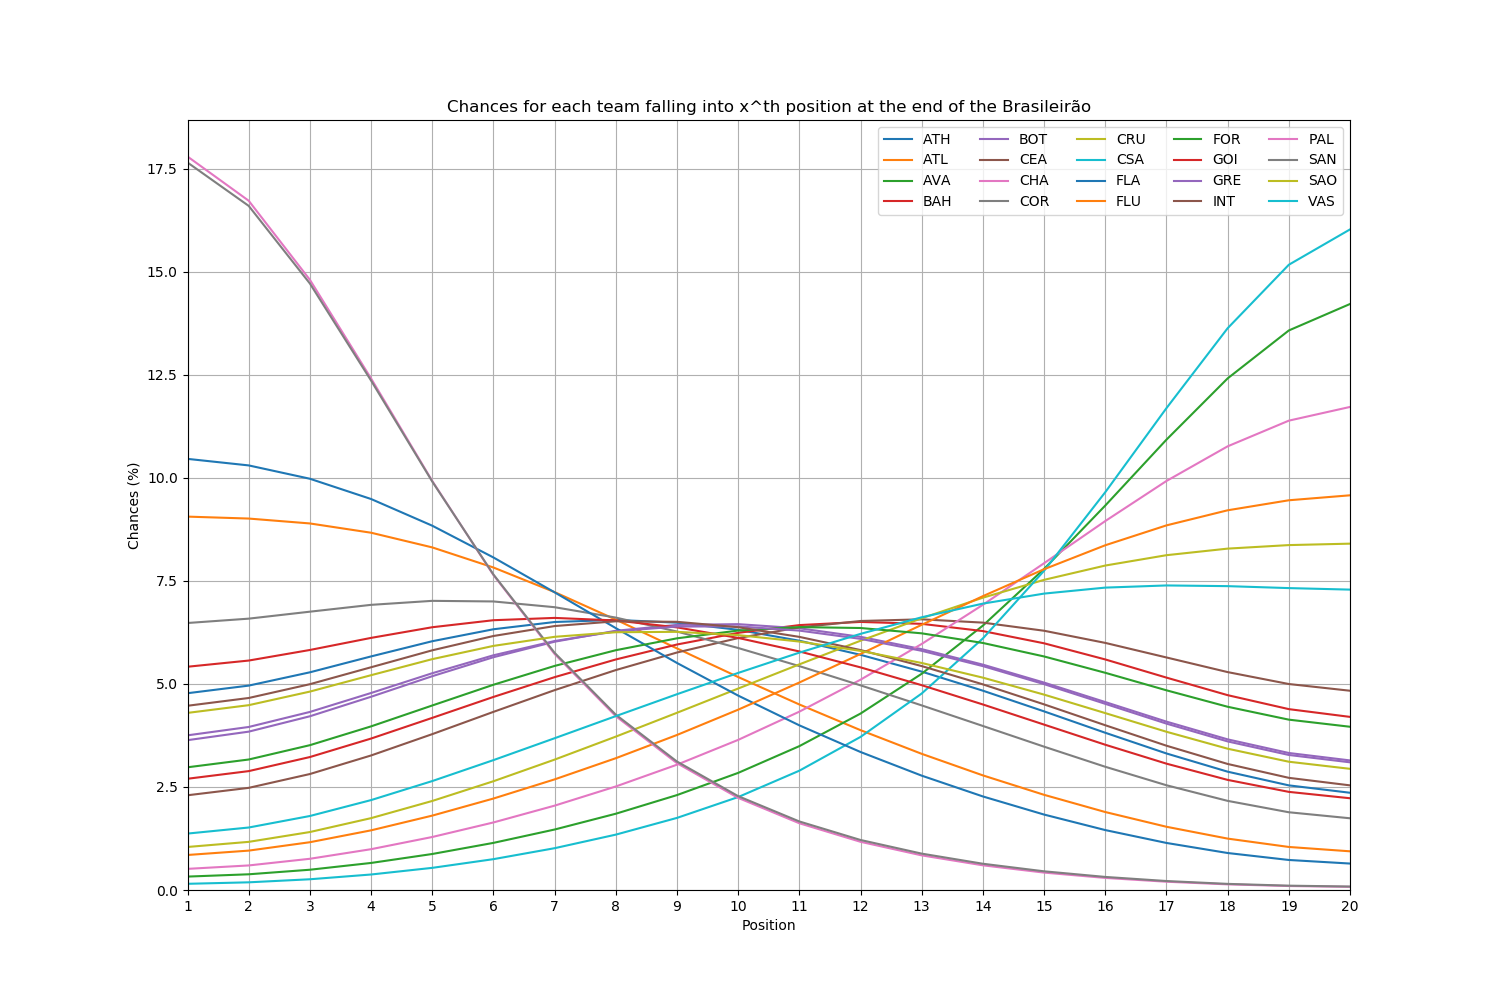 Chances for each team falling into x^th position at the end of the Brasileirão
ATH BOT CRU FOR PAL
ATL CEA CSA GOI SAN
AVA CHA FLA GRE SAO
BAH COR FLU INT VAS
17.5
15.0
12.5
10.0
7.5
5.0
2.5
0.0
Chances (%)
1 2 3 4 5 6 7 8 9 10 11 12 13 14 15 16 17 18 19 20
Position